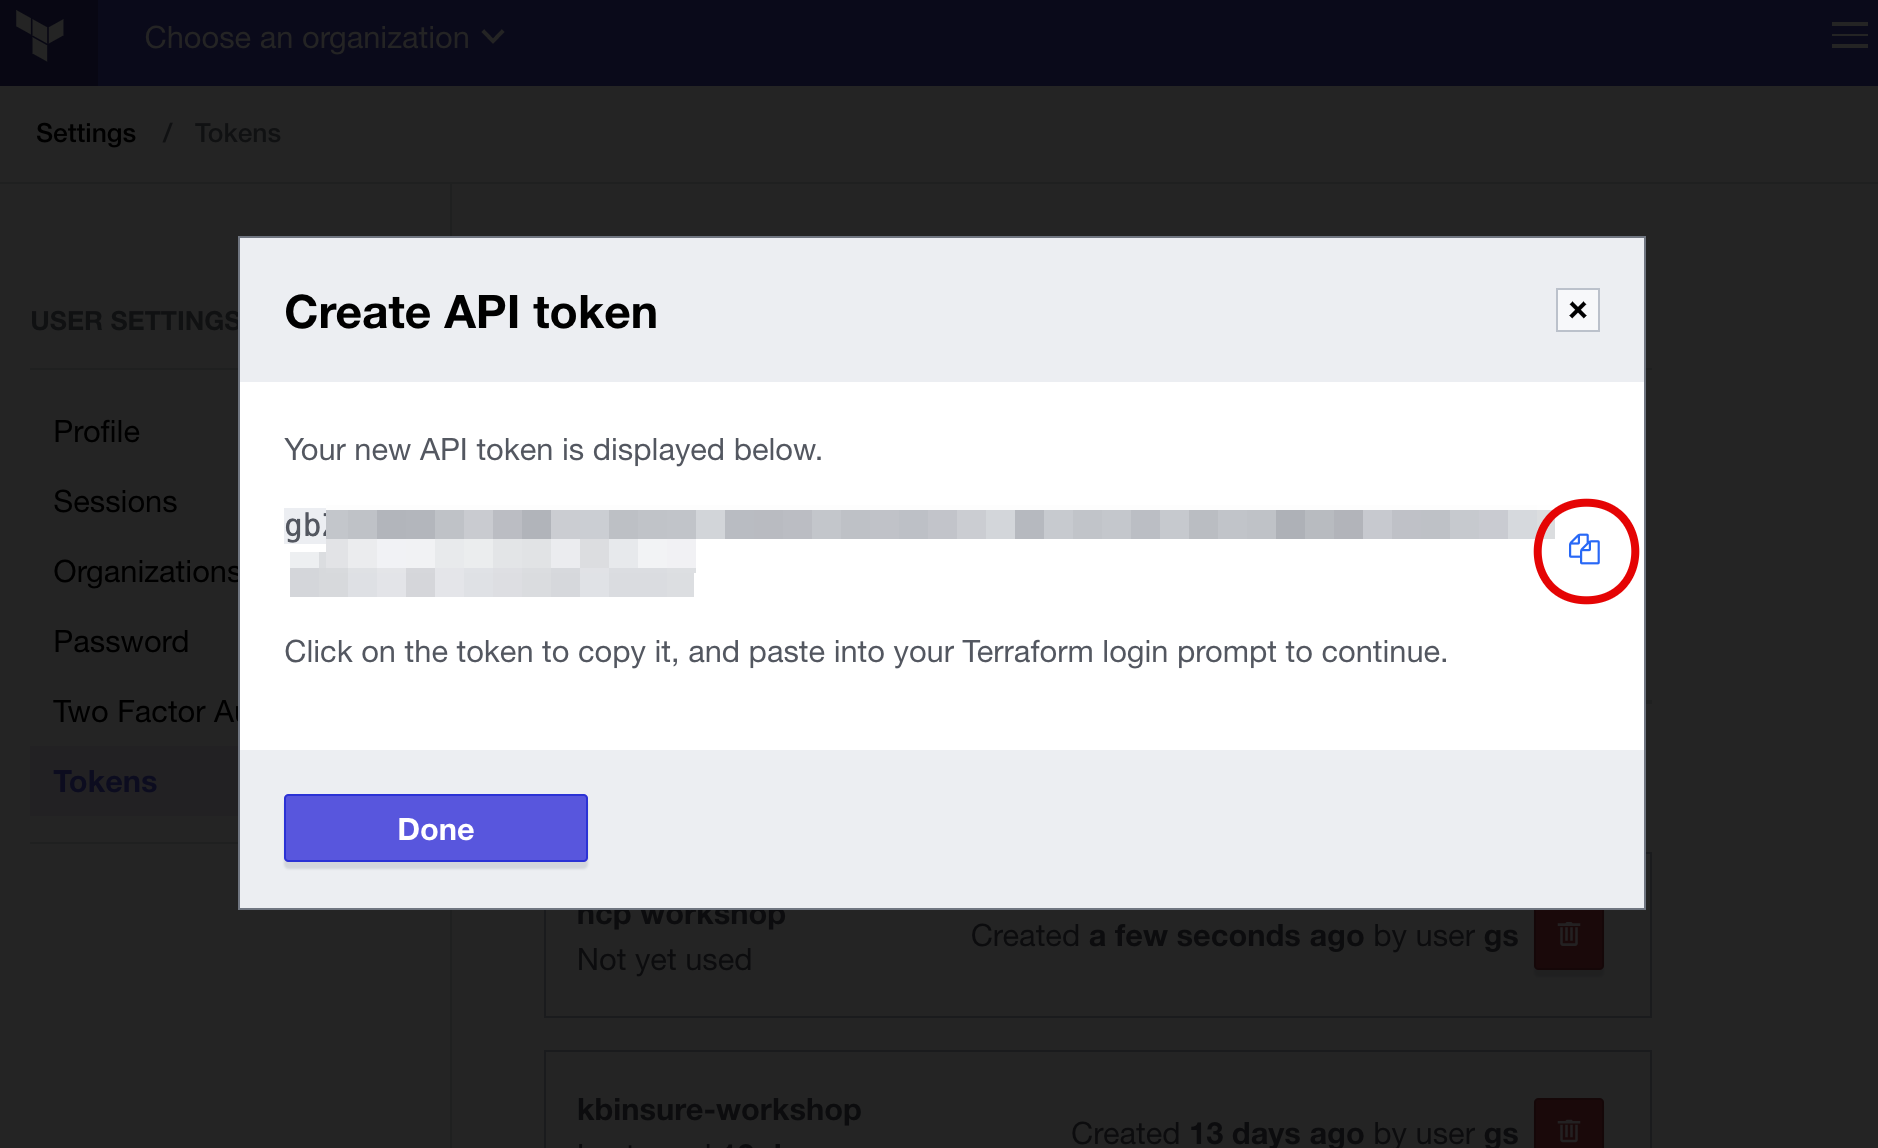 Choose an organization
Settings / Tokens
USER SETTINGS
Profile
Sessions
Organizations
Password
Two Factor
Tokens
Create API token
Your new API token is displayed below.
Click on the token to copy it, and paste into your Terraform login prompt to continue.
Done
hcp workshop
Not yet used
Created a few seconds ago by user gs
kbinsure-workshop
Created 13 days ago by user gs